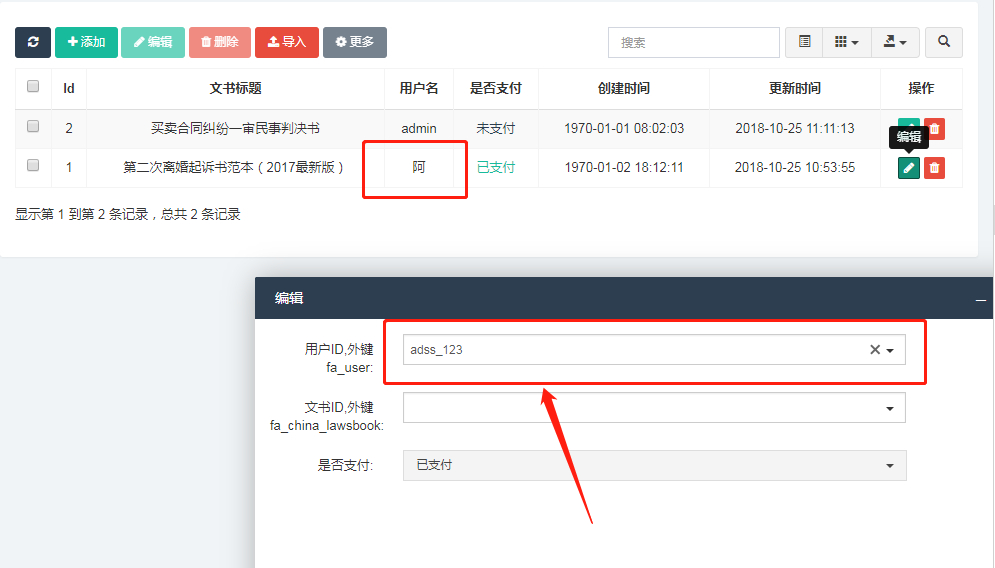 添加 编辑 删除 导入 更多 搜索
Id 文书标题 用户名 是否支付 创建时间 更新时间 操作
2 买卖合同纠纷一审民事判决书 admin 未支付 1970-01-01 08:02:03 2018-10-25 11:11:13
编辑
1 第二次离婚起诉书范本（2017最新版） 阿 已支付 1970-01-02 18:12:11 2018-10-25 10:53:55
显示第 1 到第 2 条记录，总共 2 条记录
编辑
用户ID,外键
fa_user:
adss_123
文书ID,外键
fa_china_lawsbook:
是否支付:
已支付